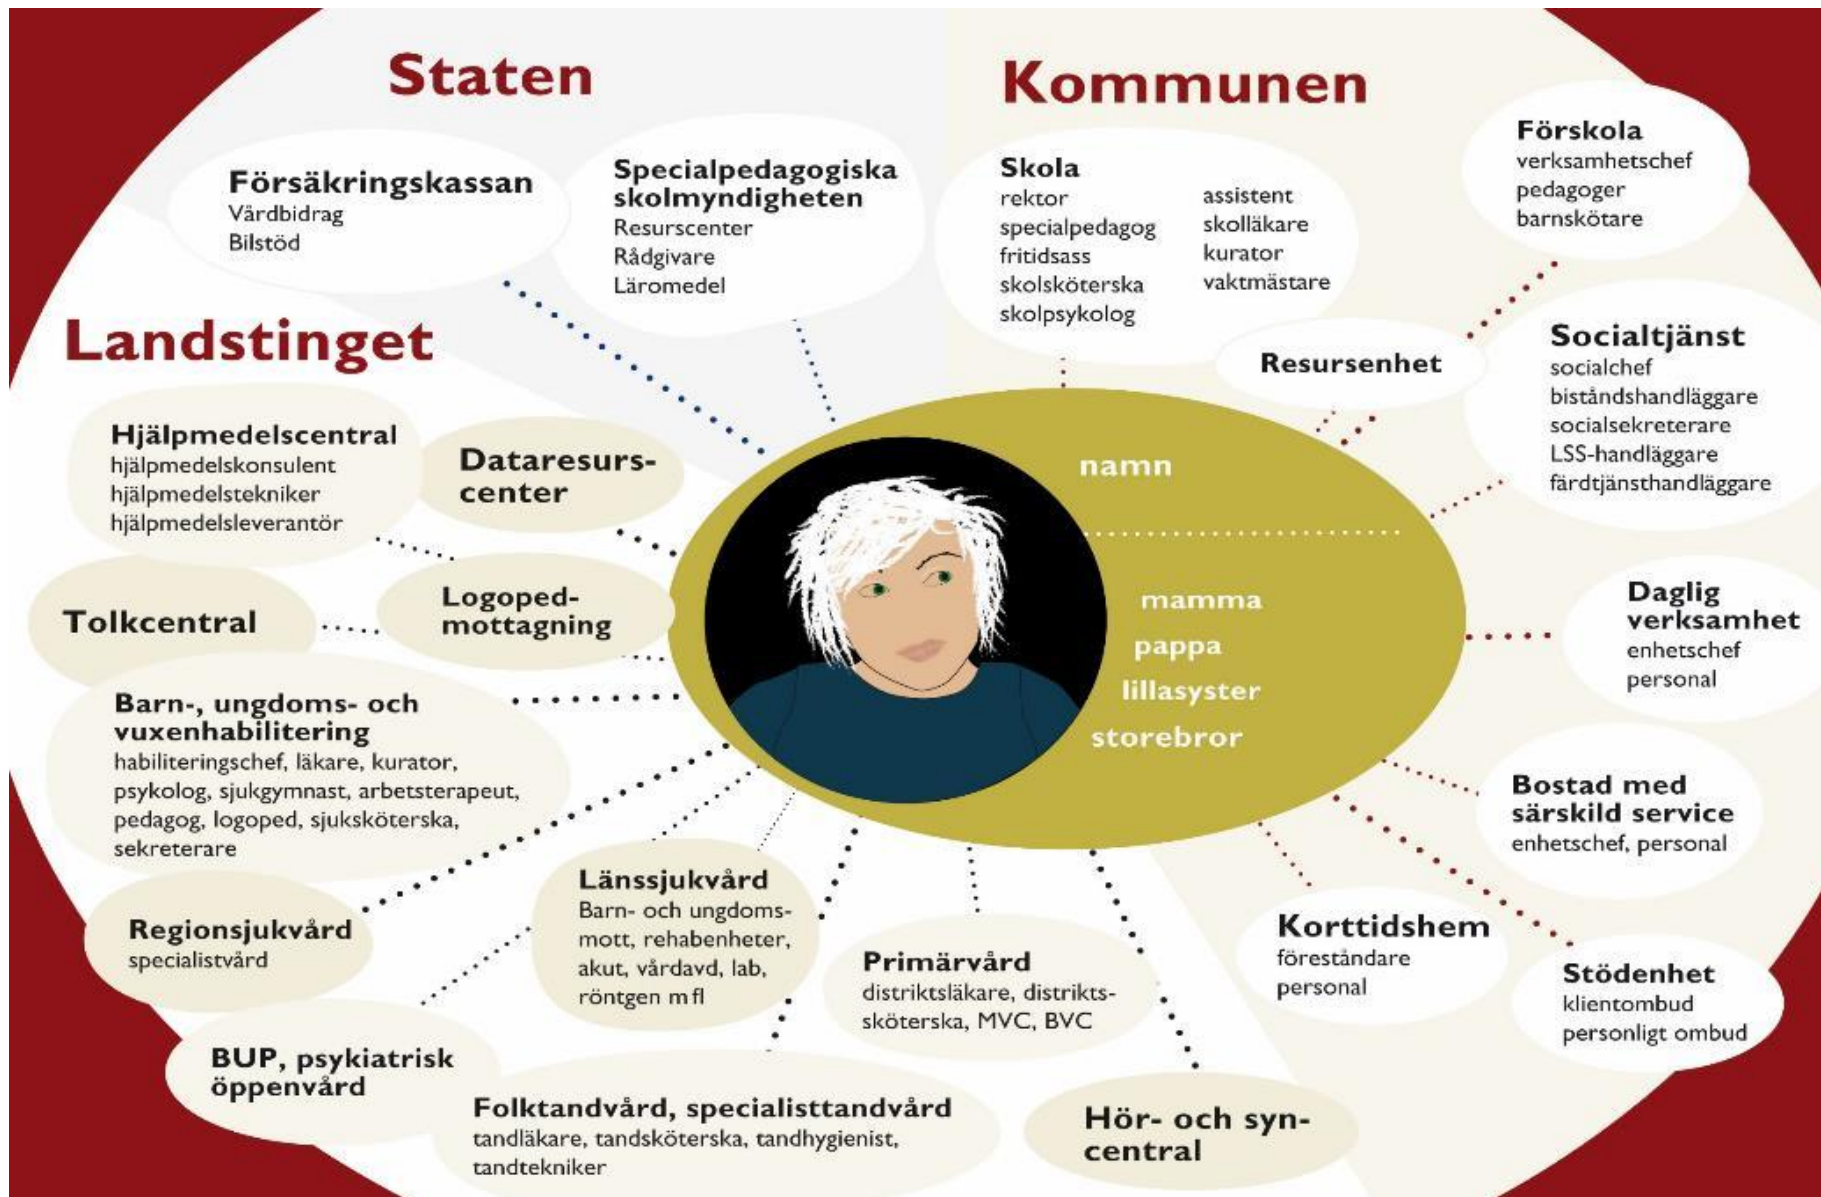 Staten
Försäkringskassan
Vårdbidrag
Bilstöd
Specialpedagogiska
skolmyndigheten
Resurscenter
Rådgivare
Läromedel
Kommunen
Skola
rektor
specialpedagog
fritidsass
skolsköterska
skolpsykolog
assistent
skolläkare
kurator
vaktmästare
Förskola
verksamhetschef
pedagoger
barnskötare
Resursenhet
Socialtjänst
socialchef
biståndshandläggare
socialsekreterare
LSS-handläggare
färdtjänsthandläggare
Daglig
verksamhet
enhetschef
personal
Bostad med
särskild service
enhetschef, personal
Stödenhet
klientombud
personligt ombud
Korttidshem
föreståndare
personal
namn
mamma
pappa
lillasyster
storebror
Landstinget
Hjälpmedelscentral
hjälpmedelskonsulent
hjälpmedelstekniker
hjälpmedelsleverantör
Dataresurs-
center
Tolkcentral
Logoped-
mottagning
Barn-, ungdoms- och
vuxenhabilitering
habiliteringschef, läkare, kurator,
psykolog, sjukgymnast, arbetsterapeut,
pedagog, logoped, sjuksköterska,
sekreterare
Regionsjukvård
specialistvård
BUP, psykiatrisk
öppenvård
Länssjukvård
Barn- och ungdoms-
mott, rehabenheter,
akut, vårdavd, lab,
röntgen m fl
Folktandvård, specialisttandvård
tandläkare, tandsköterska, tandhygienist,
tandtekniker
Primärvård
distriktsläkare, distrikts-
sköterska, MVC, BVC
Hör- och syn-
central